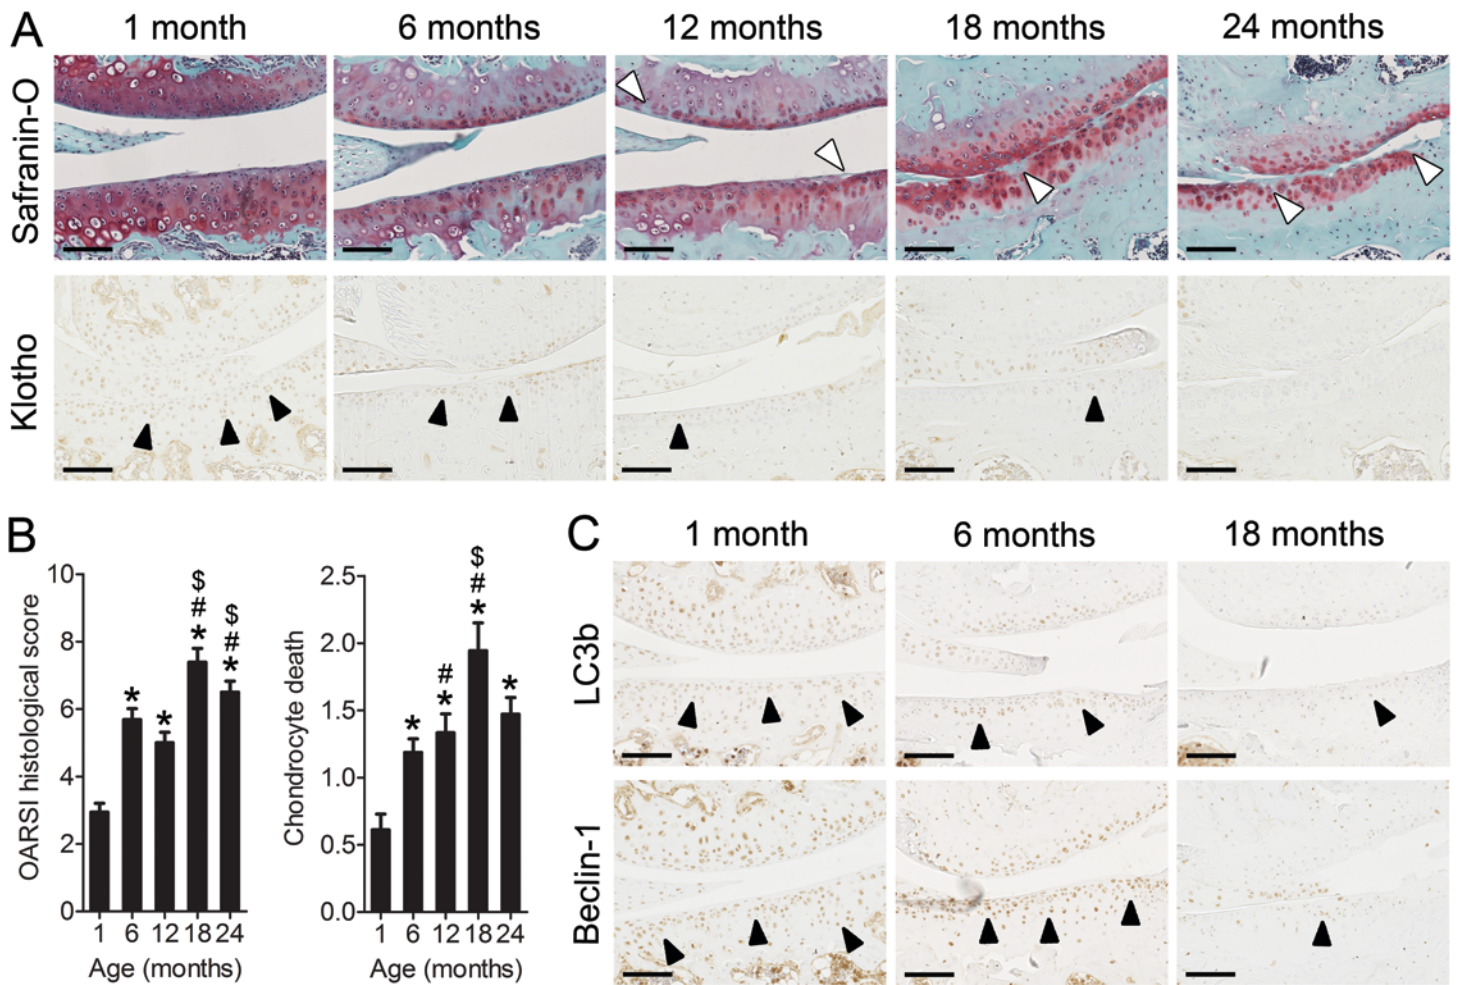 A
1 month
6 months
12 months
18 months
24 months
Safranin-O
Klotho
B
OARSI histological score
10
8
6
4
2
0
*
*
$
#
*
$
#
*
1 6 12 18 24
Age (months)
Chondrocyte death
2.5
2.0
1.5
1.0
0.5
0.0
*
#
*
$
#
*
*
1 6 12 18 24
Age (months)
C
1 month
6 months
18 months
LC3b
Beclin-1